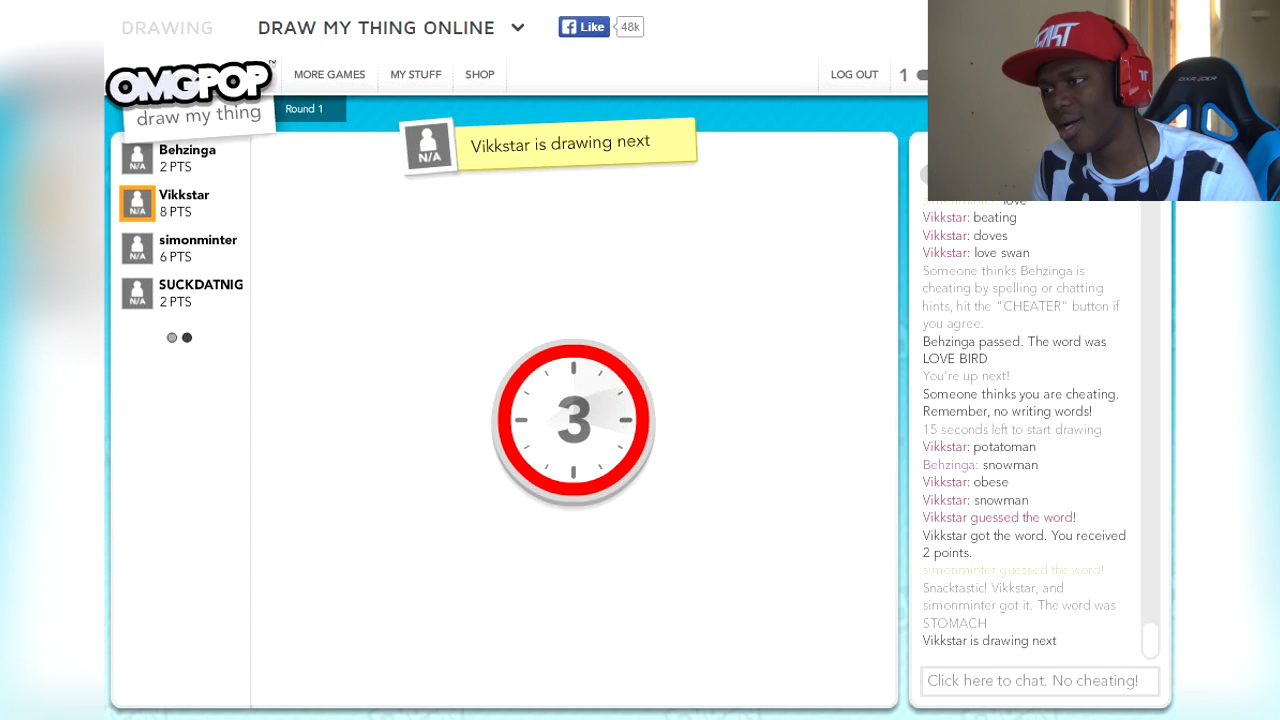 DRAWING
DRAW MY THING ONLINE
Like
48k
OMGPOP
™
MORE GAMES
MY STUFF
SHOP
LOG OUT
1
draw my thing
Round 1
N/A
Vikkstar is drawing next
N/A
Behzinga
2 PTS
N/A
Vikkstar
8 PTS
N/A
simonminter
6 PTS
N/A
SUCKDATNIG
2 PTS
3
love
Vikkstar: beating
Vikkstar: doves
Vikkstar: love swan
Someone thinks Behzinga is
cheating by spelling or chatting
hints, hit the "CHEATER" button if
you agree.
Behzinga passed. The word was
LOVE BIRD
You're up next!
Someone thinks you are cheating.
Remember, no writing words!
15 seconds left to start drawing
Vikkstar: potatoman
Behzinga: snowman
Vikkstar: obese
Vikkstar: snowman
Vikkstar guessed the word!
Vikkstar got the word. You received
2 points.
simonminter guessed the word!
Snacktastic! Vikkstar, and
simonminter got it. The word was
STOMACH
Vikkstar is drawing next
Click here to chat. No cheating!